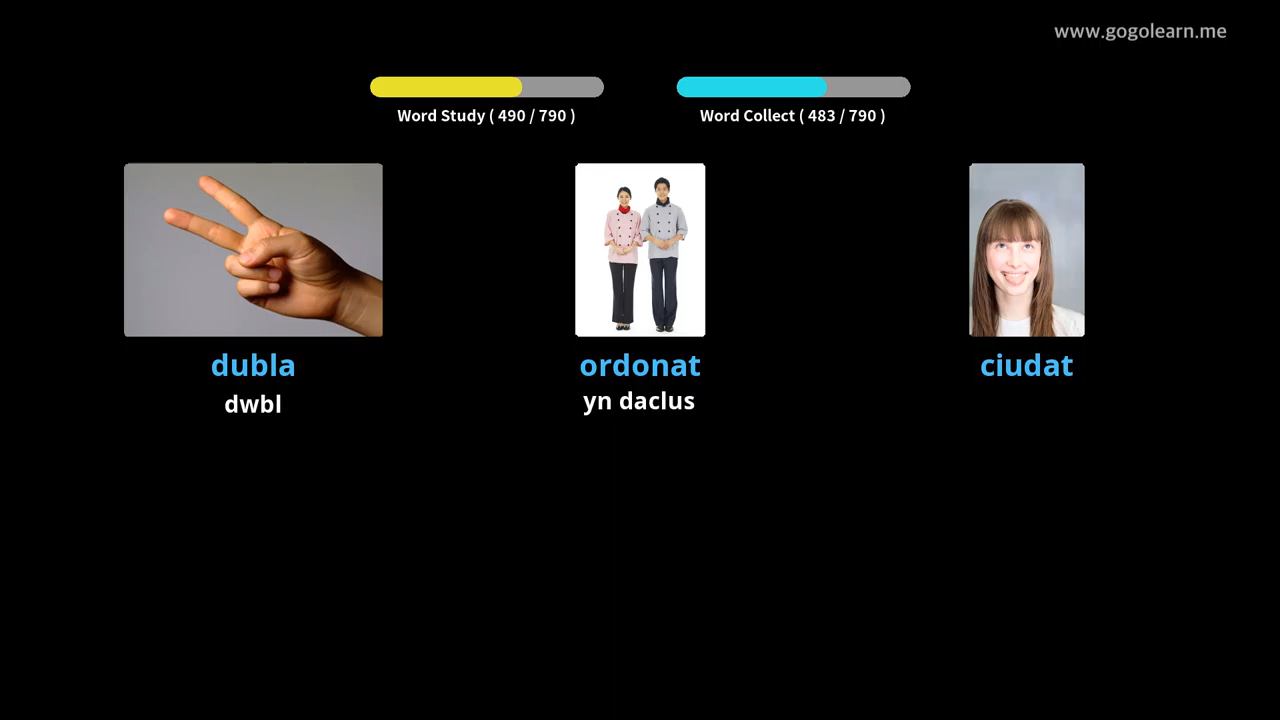 www.gogolearn.me
Word Study ( 490 / 790 )
Word Collect ( 483 / 790 )
dubla
ordonat
ciudat
dwbl
yn daclus